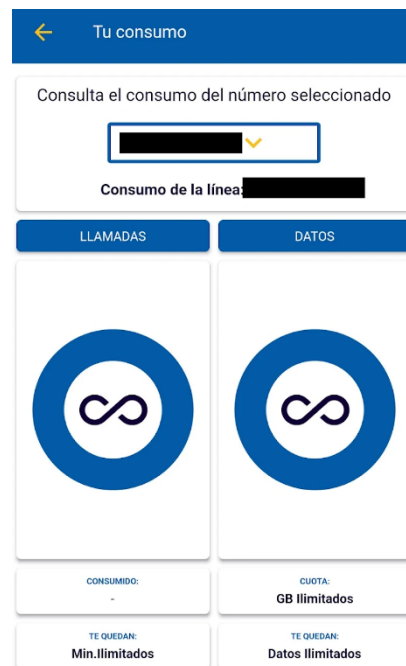 Tu consumo
Consulta el consumo del número seleccionado
Consumo de la línea:
LLAMADAS
DATOS
CONSUMIDO:
-
CUOTA:
GB Ilimitados
TE QUEDAN:
Min.Ilimitados
TE QUEDAN:
Datos Ilimitados